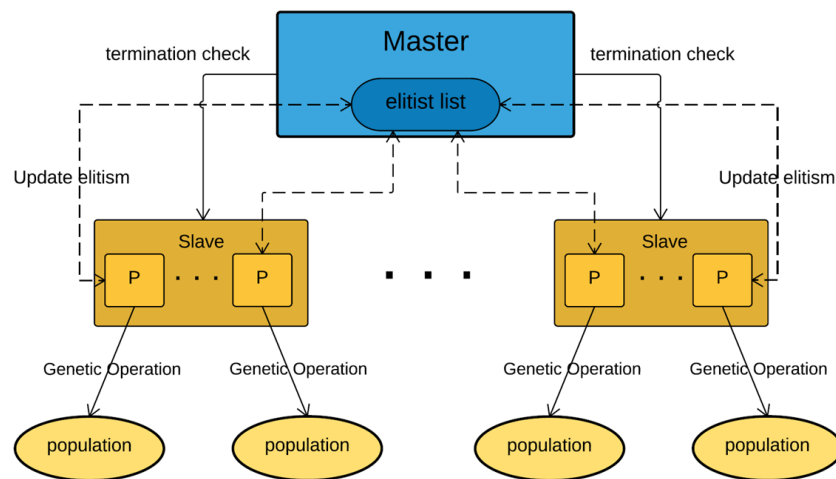 Master
termination check
termination check
elitist list
Update elitism
Update elitism
Slave
Slave
P . . . P
. . .
P . . . P
Genetic Operation
Genetic Operation
Genetic Operation
Genetic Operation
population
population
population
population